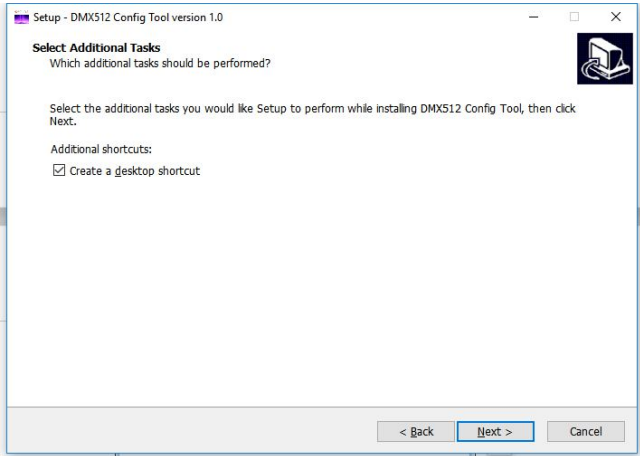 Setup - DMX512 Config Tool version 1.0
Select Additional Tasks
Which additional tasks should be performed?
Select the additional tasks you would like Setup to perform while installing DMX512 Config Tool, then click
Next.
Additional shortcuts:
Create a desktop shortcut
< Back
Next >
Cancel